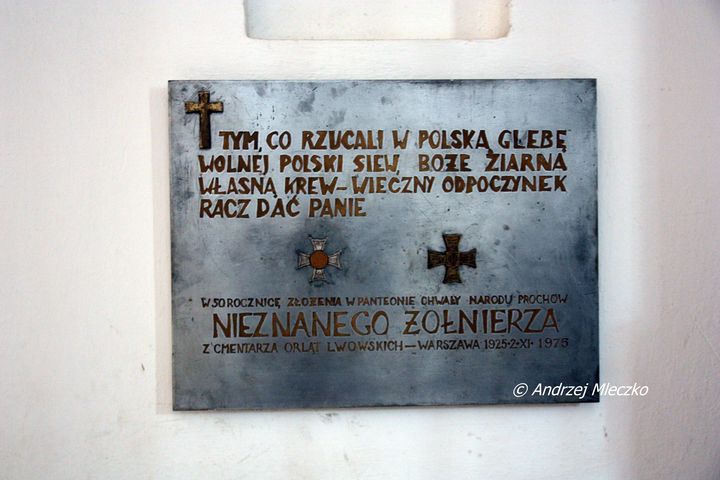 TYM, CO RZUCALI W POLSKĄ GLEBĘ
WOLNEJ POLSKI SIEW, BOŻE ŻIARNA
WŁASNĄ KREW - WIECZNY ODPOCZYNEK
RACZ DAĆ PANIE
W 50 ROCZNICĘ ZŁOŻENIA W PANTEONIE CHWAŁY NARODU PROCHÓW
NIEZNANEGO ŻOŁNIERZA
Z CMENTARZA ORLĄT LWOWSKICH - WARSZAWA 1925·2·XI· 1975
© Andrzej Mleczko